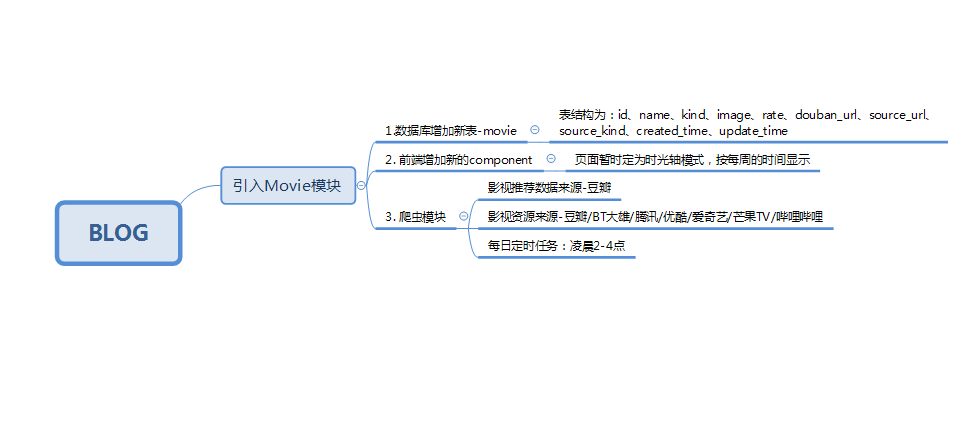 BLOG
引入Movie模块
1.数据库增加新表-movie
表结构为：id、name、kind、image、rate、douban_url、source_url、
source_kind、created_time、update_time
2. 前端增加新的component
页面暂时定为时光轴模式，按每周的时间显示
3. 爬虫模块
影视推荐数据来源-豆瓣
影视资源来源-豆瓣/BT大雄/腾讯/优酷/爱奇艺/芒果TV/哔哩哔哩
每日定时任务：凌晨2-4点